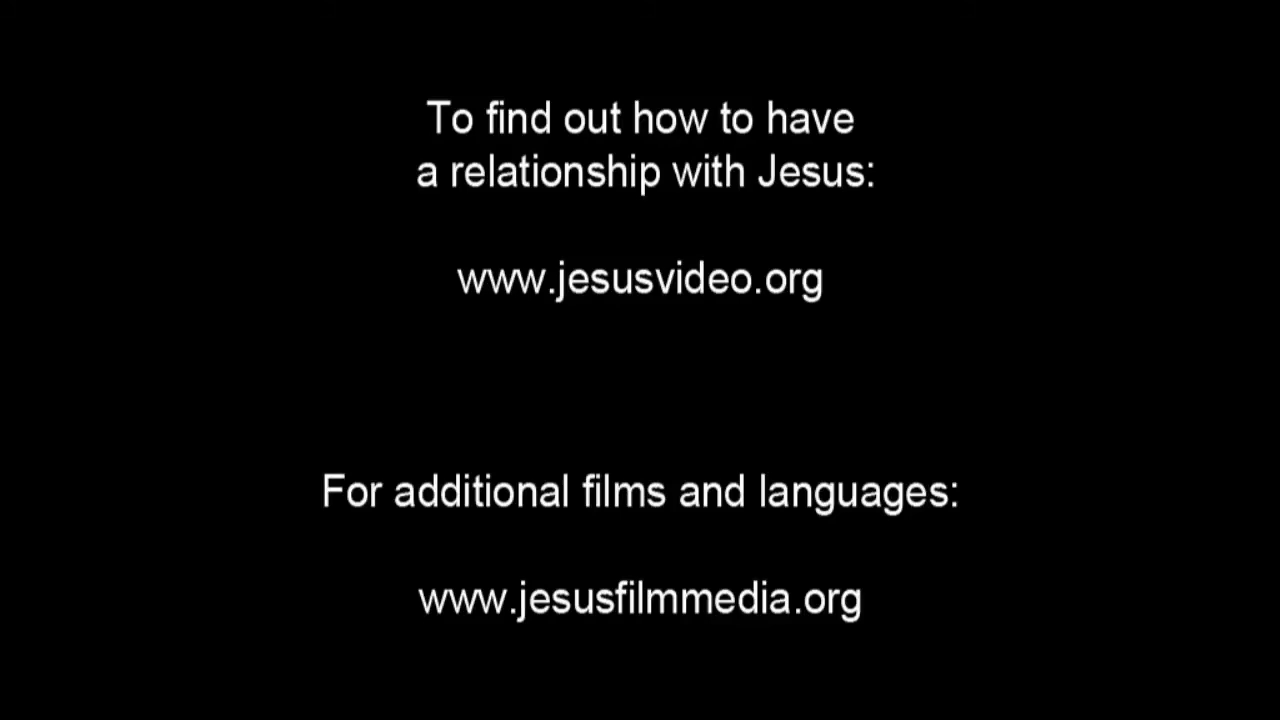 To find out how to have
a relationship with Jesus:
www.jesusvideo.org
For additional films and languages:
www.jesusfilmmedia.org